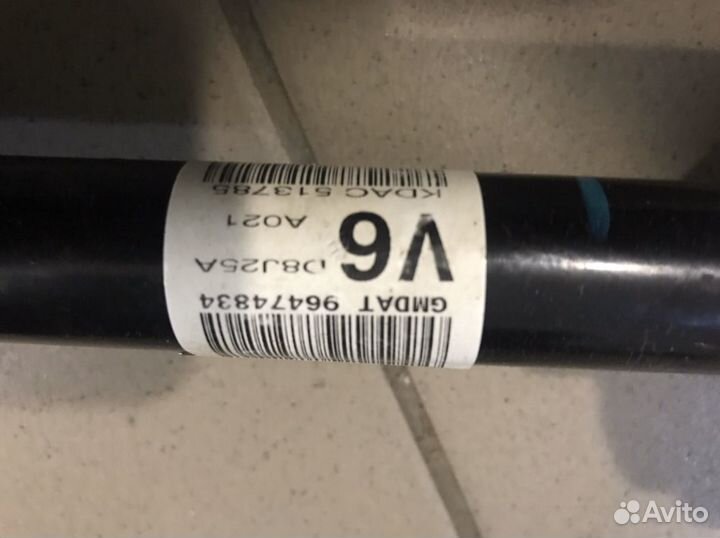 GMDAT 96474834
D8J25A
V6
A021
KDAC 513785
Avito